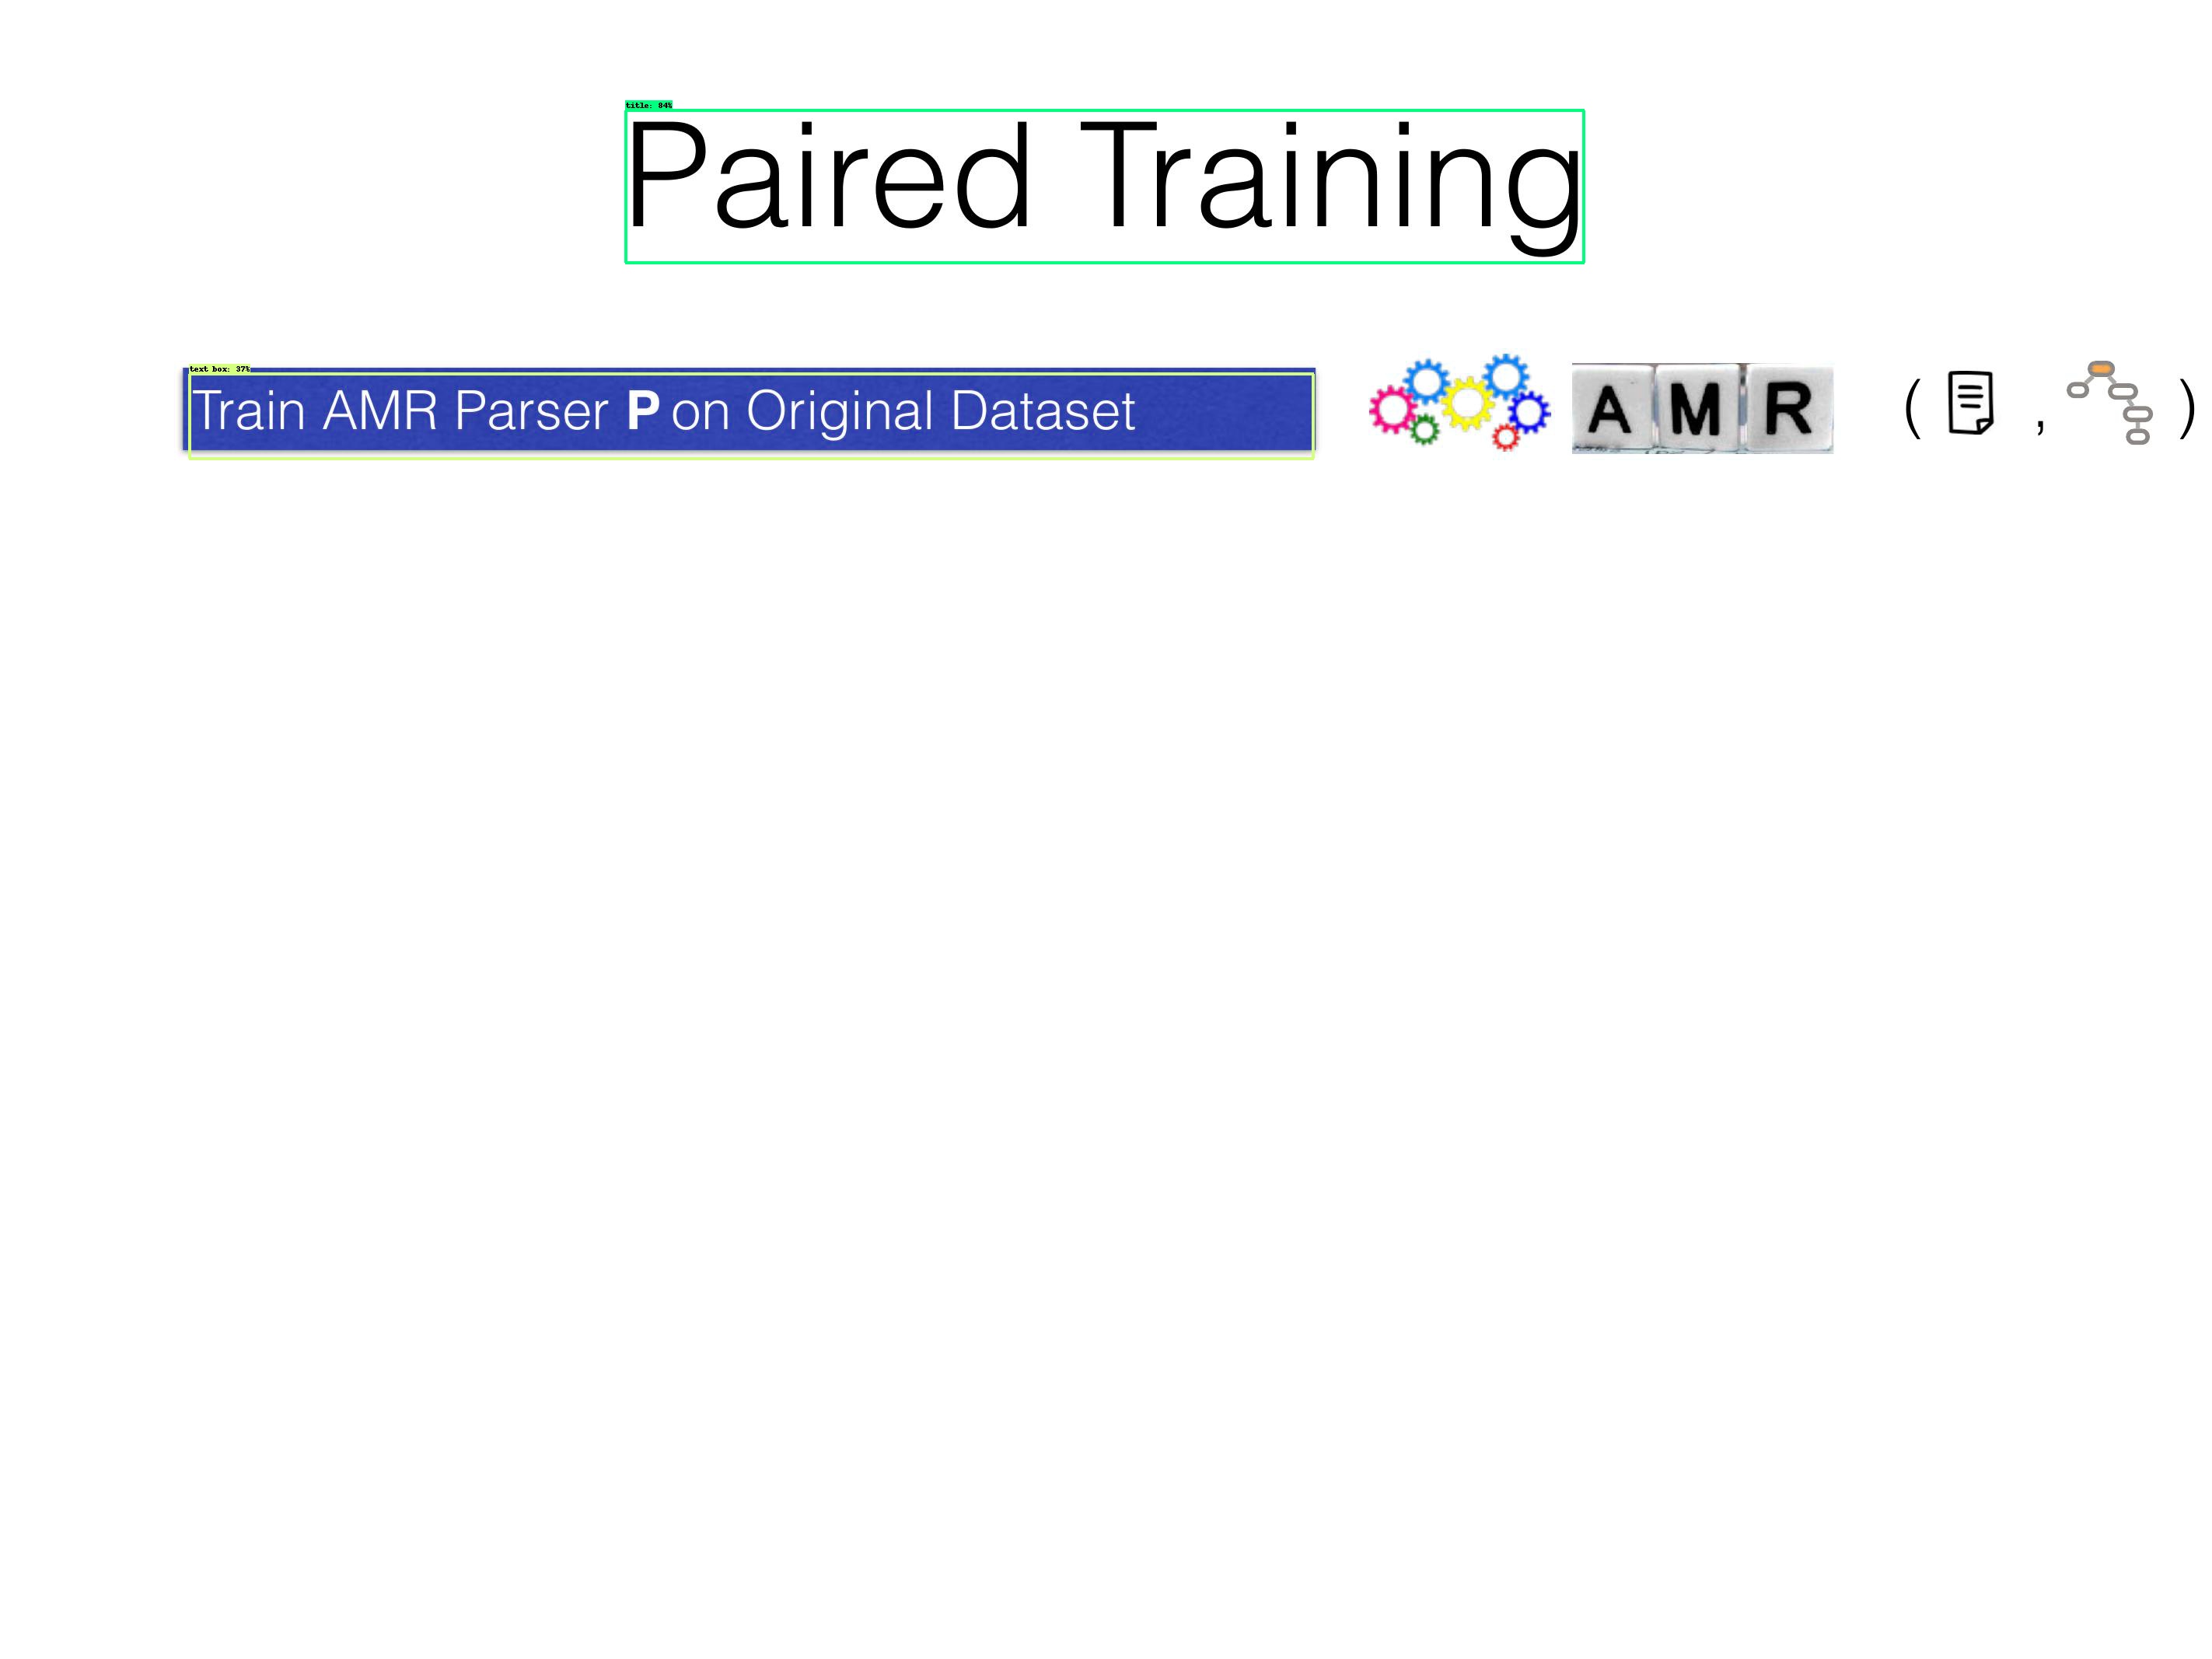 title: 84%
Paired Training
text box: 37%
Train AMR Parser P on Original Dataset
A M R ( , )